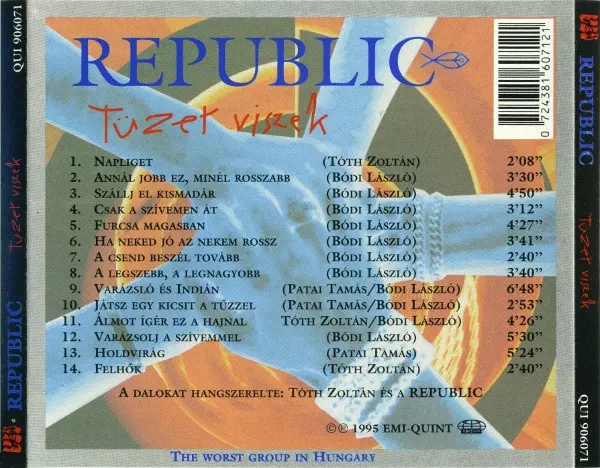 QUI 906071
REPUBLIC
Tüzet viszek
REPUBLIC
Tüzet viszek
0 724381 607121
1. NAPLIGET (TÓTH ZOLTÁN) 2'08"
2. ANNÁL JOBB EZ, MINÉL ROSSZABB (BÓDI LÁSZLÓ) 3'30"
3. SZÁLLJ EL KISMADÁR (BÓDI LÁSZLÓ) 4'50"
4. CSAK A SZÍVEMEN ÁT (BÓDI LÁSZLÓ) 3'12"
5. FURCSA MAGASBAN (BÓDI LÁSZLÓ) 4'27"
6. HA NEKED JÓ AZ NEKEM ROSSZ (BÓDI LÁSZLÓ) 3'41"
7. A CSEND BESZÉL TOVÁBB (BÓDI LÁSZLÓ) 2'40"
8. A LEGSZEBB, A LEGNAGYOBB (BÓDI LÁSZLÓ) 3'40"
9. VARÁZSLÓ ÉS INDIÁN (PATAI TAMÁS/BÓDI LÁSZLÓ) 6'48"
10. JÁTSZ EGY KICSIT A TŰZZEL (PATAI TAMÁS/BÓDI LÁSZLÓ) 2'53"
11. ÁLMOT ÍGÉR EZ A HAJNAL TÓTH ZOLTÁN/BÓDI LÁSZLÓ) 4'26"
12. VARÁZSOLJ A SZÍVEMMEL (BÓDI LÁSZLÓ) 5'30"
13. HOLDVIRÁG (PATAI TAMÁS) 5'24"
14. FELHŐK (TÓTH ZOLTÁN) 2'40"
A DALOKAT HANGSZERELTE: TÓTH ZOLTÁN ÉS A REPUBLIC
©℗ 1995 EMI-QUINT
THE WORST GROUP IN HUNGARY
REPUBLIC
Tüzet viszek
QUI 906071